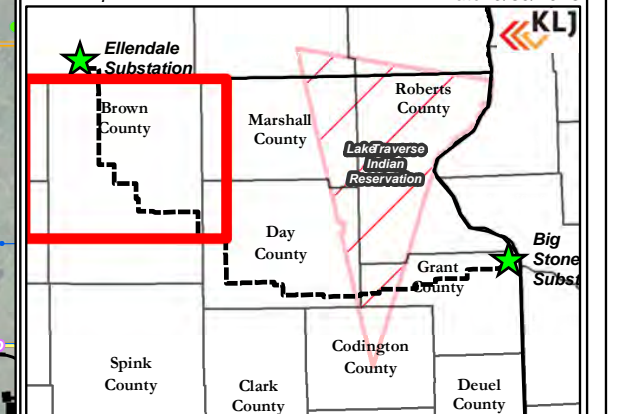 KLJ
Ellendale
Substation
Brown
County
Marshall
County
Roberts
County
Lake Traverse
Indian
Reservation
Day
County
Big
Stone
Subst
Grant
County
Codington
County
Spink
County
Clark
County
Deuel
County